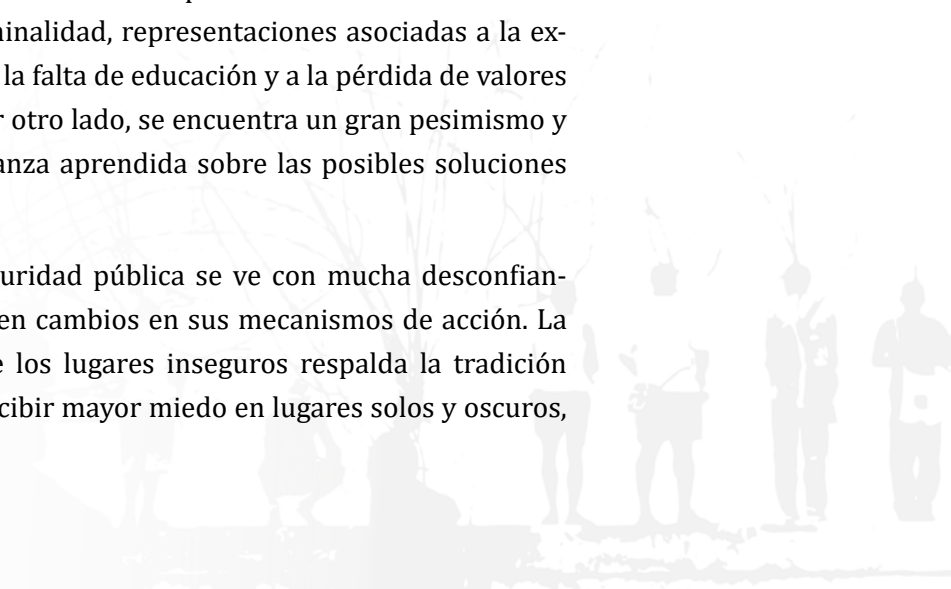 inalidad, representaciones asociadas a la ex-
la falta de educación y a la pérdida de valores
otro lado, se encuentra un gran pesimismo y
anza aprendida sobre las posibles soluciones
uridad pública se ve con mucha desconfian-
en cambios en sus mecanismos de acción. La
los lugares inseguros respalda la tradición
cibir mayor miedo en lugares solos y oscuros,